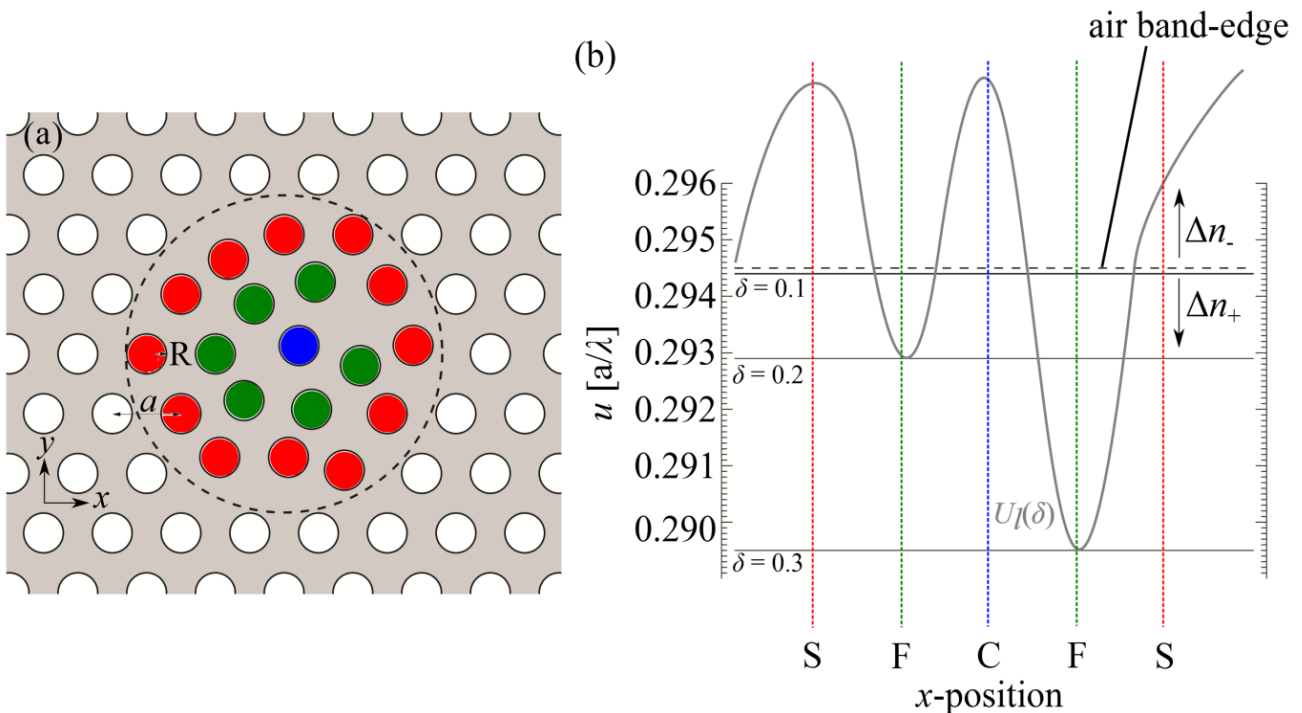 (a)
R
a
y
x
(b)
air band-edge
u [a/λ]
0.296
0.295
0.294
0.293
0.292
0.291
0.290
Δn₋
Δn₊
δ = 0.1
δ = 0.2
δ = 0.3
U_l(δ)
S F C F S
x-position